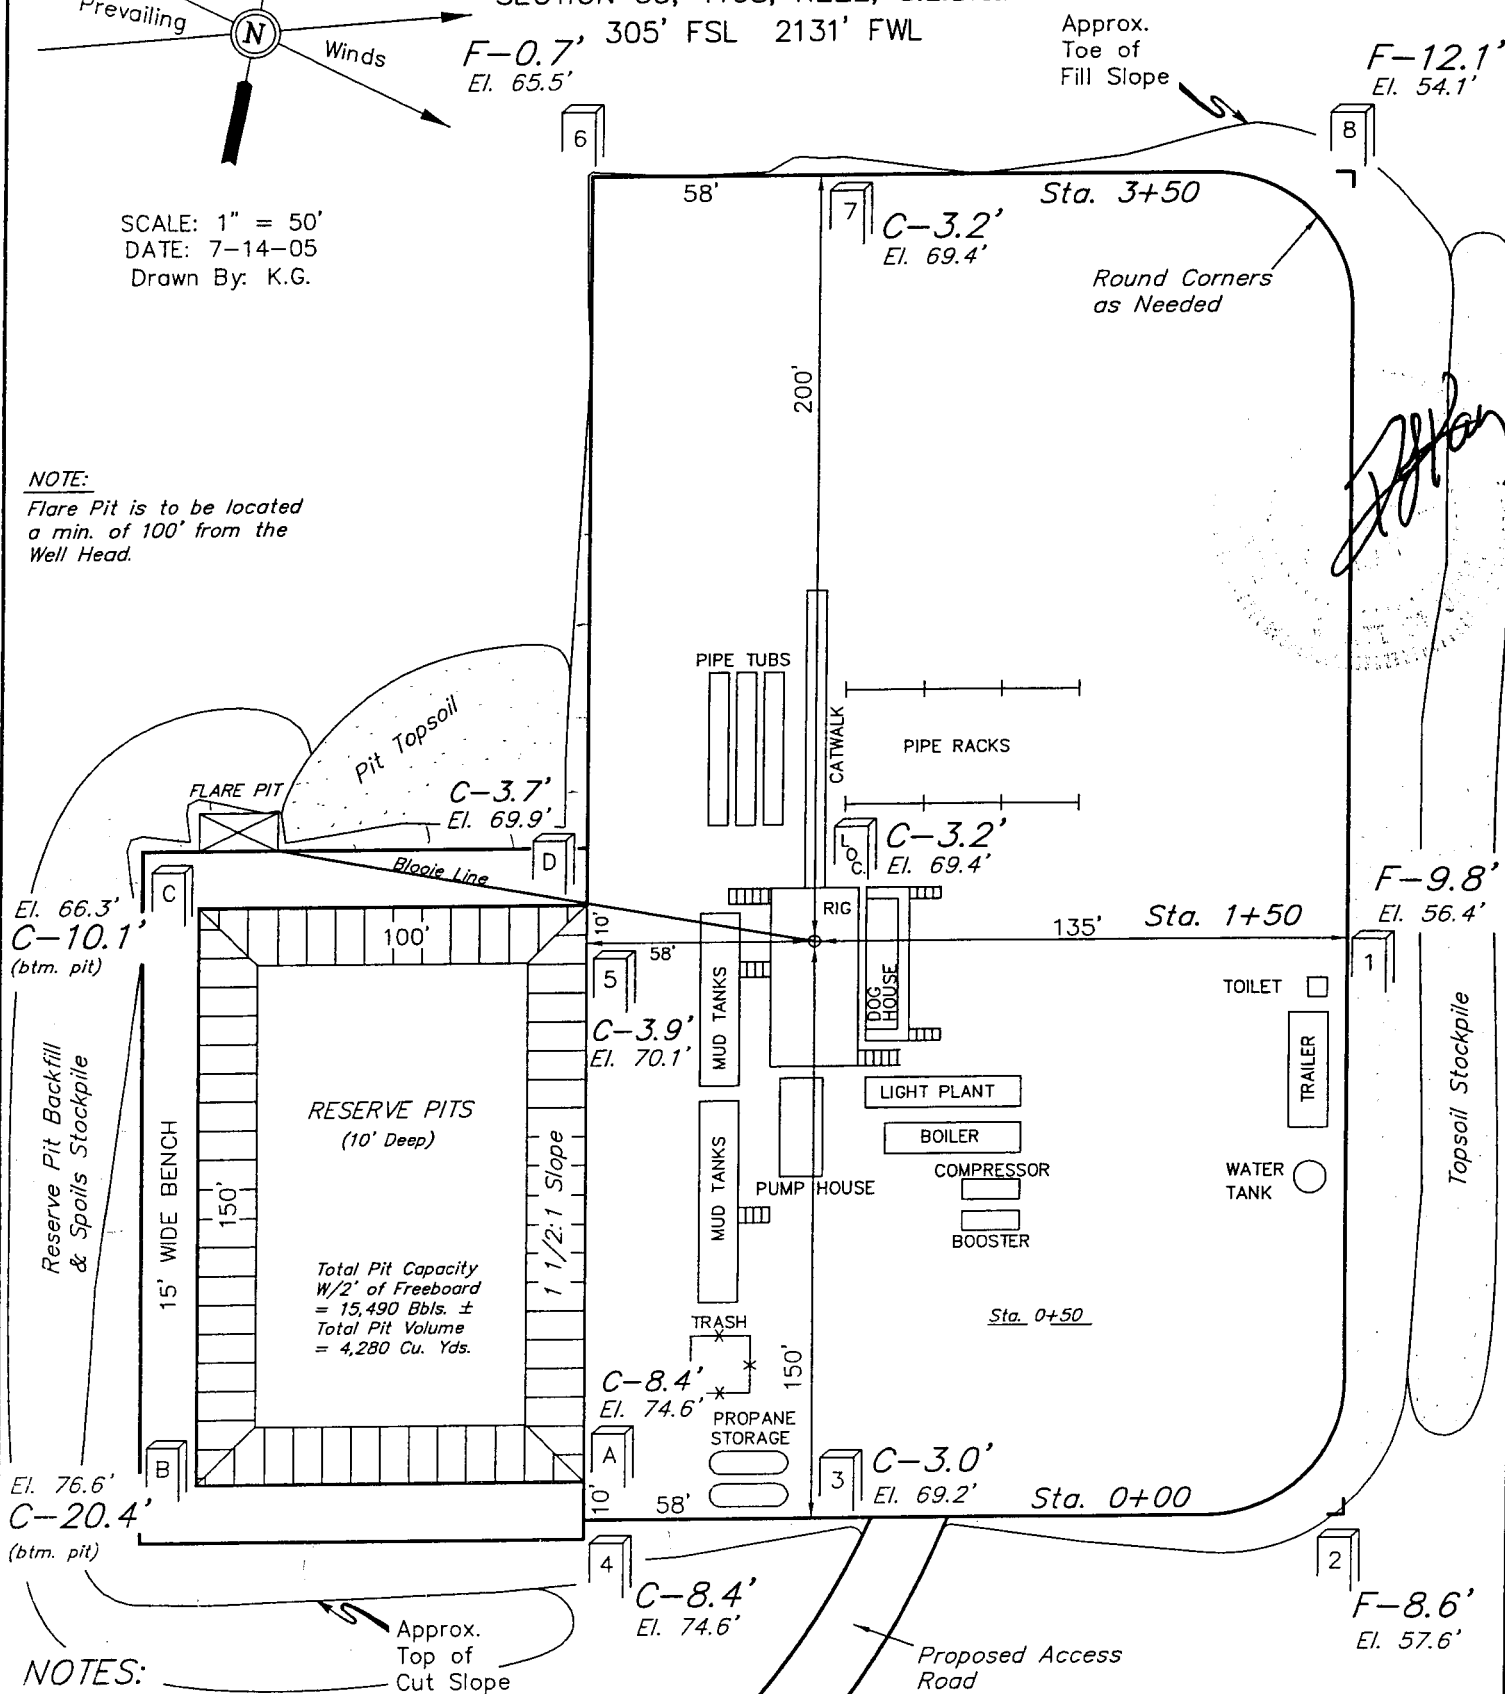 305' FSL 2131' FWL
Prevailing
N
Winds
F-0.7'
El. 65.5'
Approx.
Toe of
Fill Slope
F-12.1'
El. 54.1'
6
8
SCALE: 1" = 50'
DATE: 7-14-05
Drawn By: K.G.
58'
7
C-3.2'
El. 69.4'
Sta. 3+50
Round Corners
as Needed
200'
NOTE:
Flare Pit is to be located
a min. of 100' from the
Well Head.
PIPE TUBS
CATWALK
PIPE RACKS
Pit Topsoil
FLARE PIT
C-3.7'
El. 69.9'
D
Blooie Line
LOC.
C-3.2'
El. 69.4'
C
El. 66.3'
C-10.1'
(btm. pit)
100'
10'
58'
RIG
135'
Sta. 1+50
F-9.8'
El. 56.4'
1
5
C-3.9'
El. 70.1'
MUD TANKS
DOG
HOUSE
TOILET
TRAILER
Topsoil Stockpile
Reserve Pit Backfill
& Spoils Stockpile
15' WIDE BENCH
150'
RESERVE PITS
(10' Deep)
1 1/2:1 Slope
MUD TANKS
PUMP HOUSE
LIGHT PLANT
BOILER
COMPRESSOR
BOOSTER
WATER
TANK
Total Pit Capacity
W/2' of Freeboard
= 15,490 Bbls. ±
Total Pit Volume
= 4,280 Cu. Yds.
Sta. 0+50
TRASH
150'
C-8.4'
El. 74.6'
PROPANE
STORAGE
A
B
El. 76.6'
C-20.4'
(btm. pit)
10'
58'
3
C-3.0'
El. 69.2'
Sta. 0+00
4
C-8.4'
El. 74.6'
2
F-8.6'
El. 57.6'
Approx.
Top of
Cut Slope
Proposed Access
Road
NOTES: